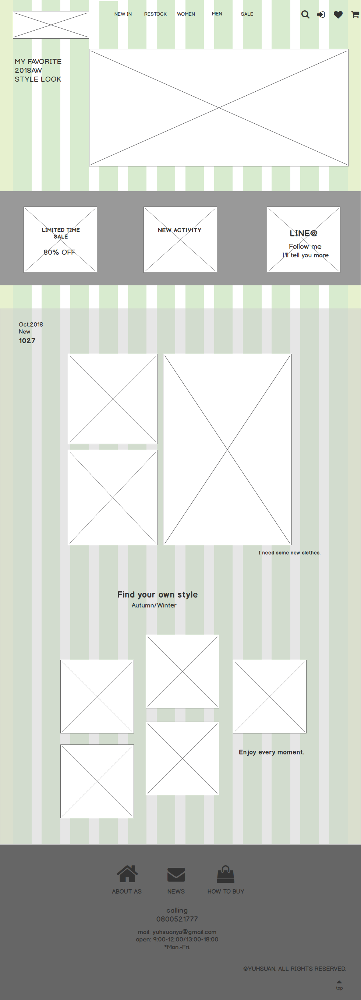 NEW IN RESTOCK WOMEN MEN SALE
MY FAVORITE
2018AW
STYLE LOOK
LIMITED TIME
SALE
80% OFF
NEW ACTIVITY
LINE@
Follow me
I'll tell you more.
Oct.2018
New
1027
I need some new clothes.
Find your own style
Autumn/Winter
Enjoy every moment.
ABOUT AS NEWS HOW TO BUY
calling
0800521777
mail: yuhsuanya@gmail.com
open: 9:00-12:00/13:00-18:00
*Mon.-Fri.
©YUHSUAN. ALL RIGHTS RESERVED.
top